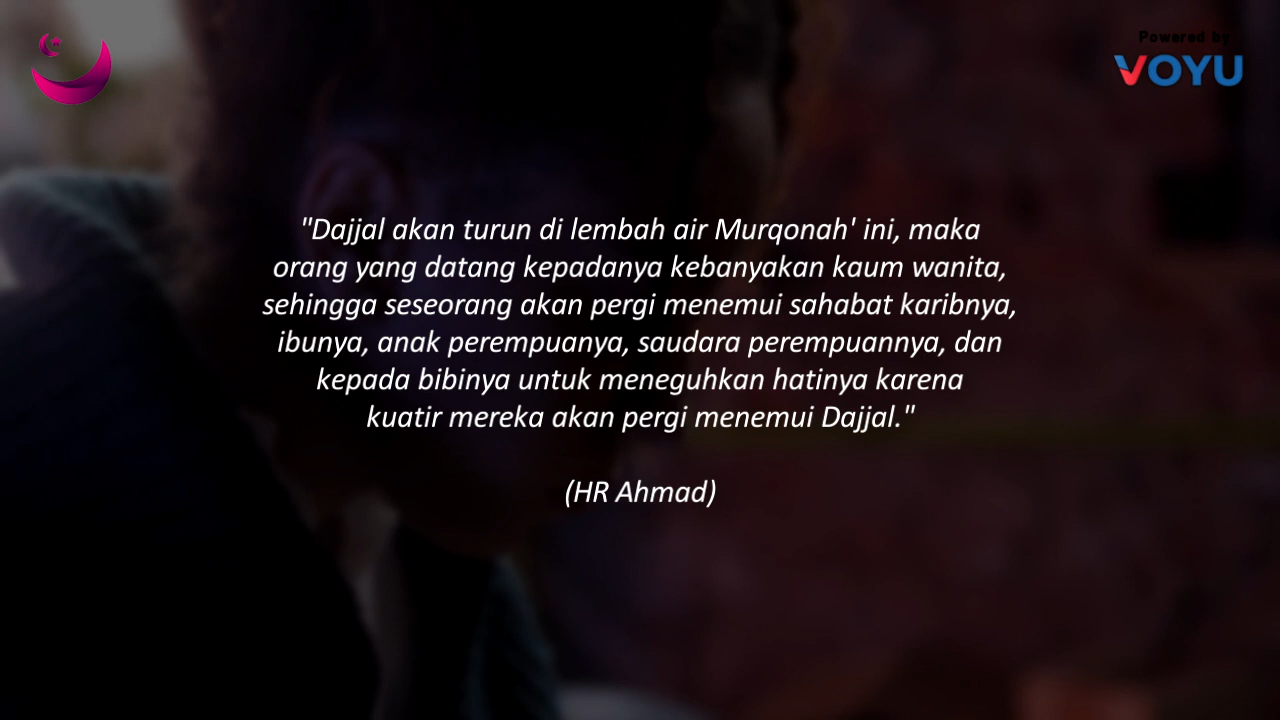 Powered by
VOYU
"Dajjal akan turun di lembah air Murqonah' ini, maka
orang yang datang kepadanya kebanyakan kaum wanita,
sehingga seseorang akan pergi menemui sahabat karibnya,
ibunya, anak perempuanya, saudara perempuannya, dan
kepada bibinya untuk meneguhkan hatinya karena
kuatir mereka akan pergi menemui Dajjal."
(HR Ahmad)